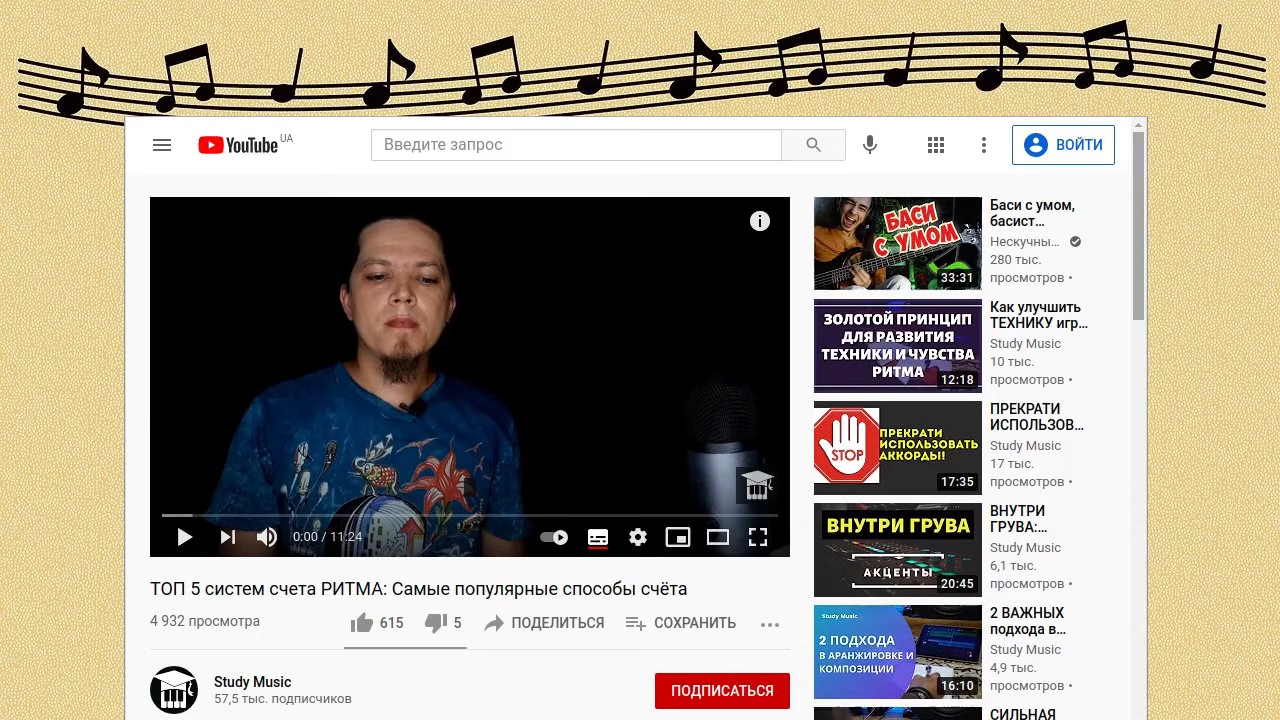 YouTube UA
Введите запрос
ВОЙТИ
0:00 / 11:24
ТОП 5 систем счета РИТМА: Самые популярные способы счёта
4 932 просмотра
615
5
ПОДЕЛИТЬСЯ
СОХРАНИТЬ
Study Music
57,5 тыс. подписчиков
ПОДПИСАТЬСЯ
БАСИ
С УМОМ
33:31
Баси с умом,
басист…
Нескучны…
280 тыс.
просмотров •
ЗОЛОТОЙ ПРИНЦИП
ДЛЯ РАЗВИТИЯ
ТЕХНИКИ И ЧУВСТВА
РИТМА
12:18
Как улучшить
ТЕХНИКУ игр…
Study Music
10 тыс.
просмотров •
STOP
ПРЕКРАТИ
ИСПОЛЬЗОВАТЬ
АККОРДЫ!
17:35
ПРЕКРАТИ
ИСПОЛЬЗОВ…
Study Music
17 тыс.
просмотров •
ВНУТРИ ГРУВА
АКЦЕНТЫ
20:45
ВНУТРИ
ГРУВА:…
Study Music
6,1 тыс.
просмотров •
Study Music
2 ПОДХОДА
В АРАНЖИРОВКЕ И
КОМПОЗИЦИИ
16:10
2 ВАЖНЫХ
подхода в…
Study Music
4,9 тыс.
просмотров •
СИЛЬНАЯ